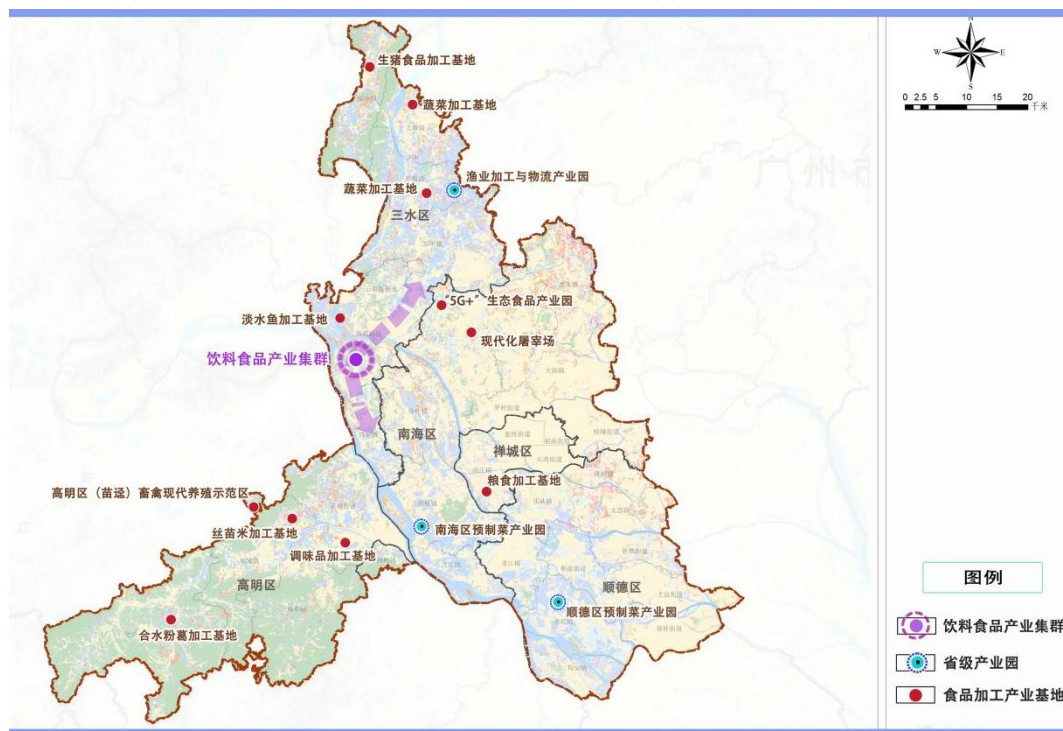 N
W
E
S
0 2.5 5 10 15 20
千米
生猪食品加工基地
蔬菜加工基地
渔业加工与物流产业园
蔬菜加工基地
三水区
"5G+"生态食品产业园
淡水鱼加工基地
现代化屠宰场
饮料食品产业集群
南海区
禅城区
粮食加工基地
高明区（苗迳）畜禽现代养殖示范区
丝苗米加工基地
南海区预制菜产业园
调味品加工基地
高明区
顺德区
顺德区预制菜产业园
合水粉葛加工基地
图例
饮料食品产业集群
省级产业园
食品加工产业基地